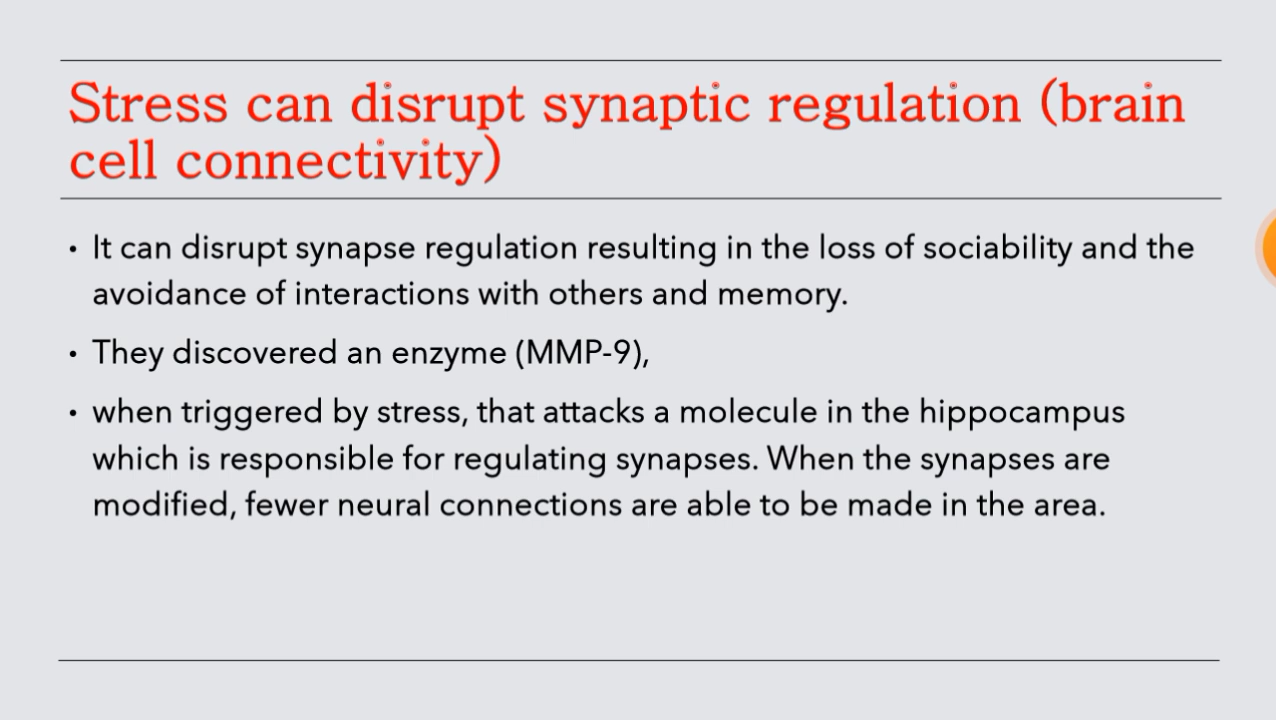 Stress can disrupt synaptic regulation (brain
cell connectivity)
• It can disrupt synapse regulation resulting in the loss of sociability and the
avoidance of interactions with others and memory.
• They discovered an enzyme (MMP-9),
• when triggered by stress, that attacks a molecule in the hippocampus
which is responsible for regulating synapses. When the synapses are
modified, fewer neural connections are able to be made in the area.